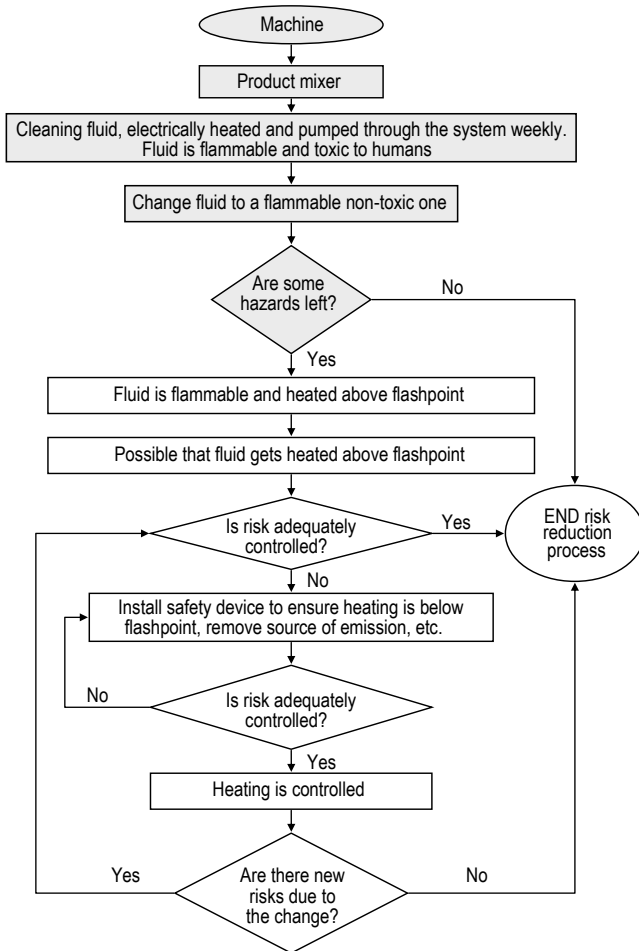 Machine
Product mixer
Cleaning fluid, electrically heated and pumped through the system weekly.
Fluid is flammable and toxic to humans
Change fluid to a flammable non-toxic one
Are some
hazards left?
No
Yes
Fluid is flammable and heated above flashpoint
Possible that fluid gets heated above flashpoint
Is risk adequately
controlled?
Yes
END risk
reduction
process
No
Install safety device to ensure heating is below
flashpoint, remove source of emission, etc.
No
Is risk adequately
controlled?
Yes
Heating is controlled
Yes
Are there new
risks due to
the change?
No